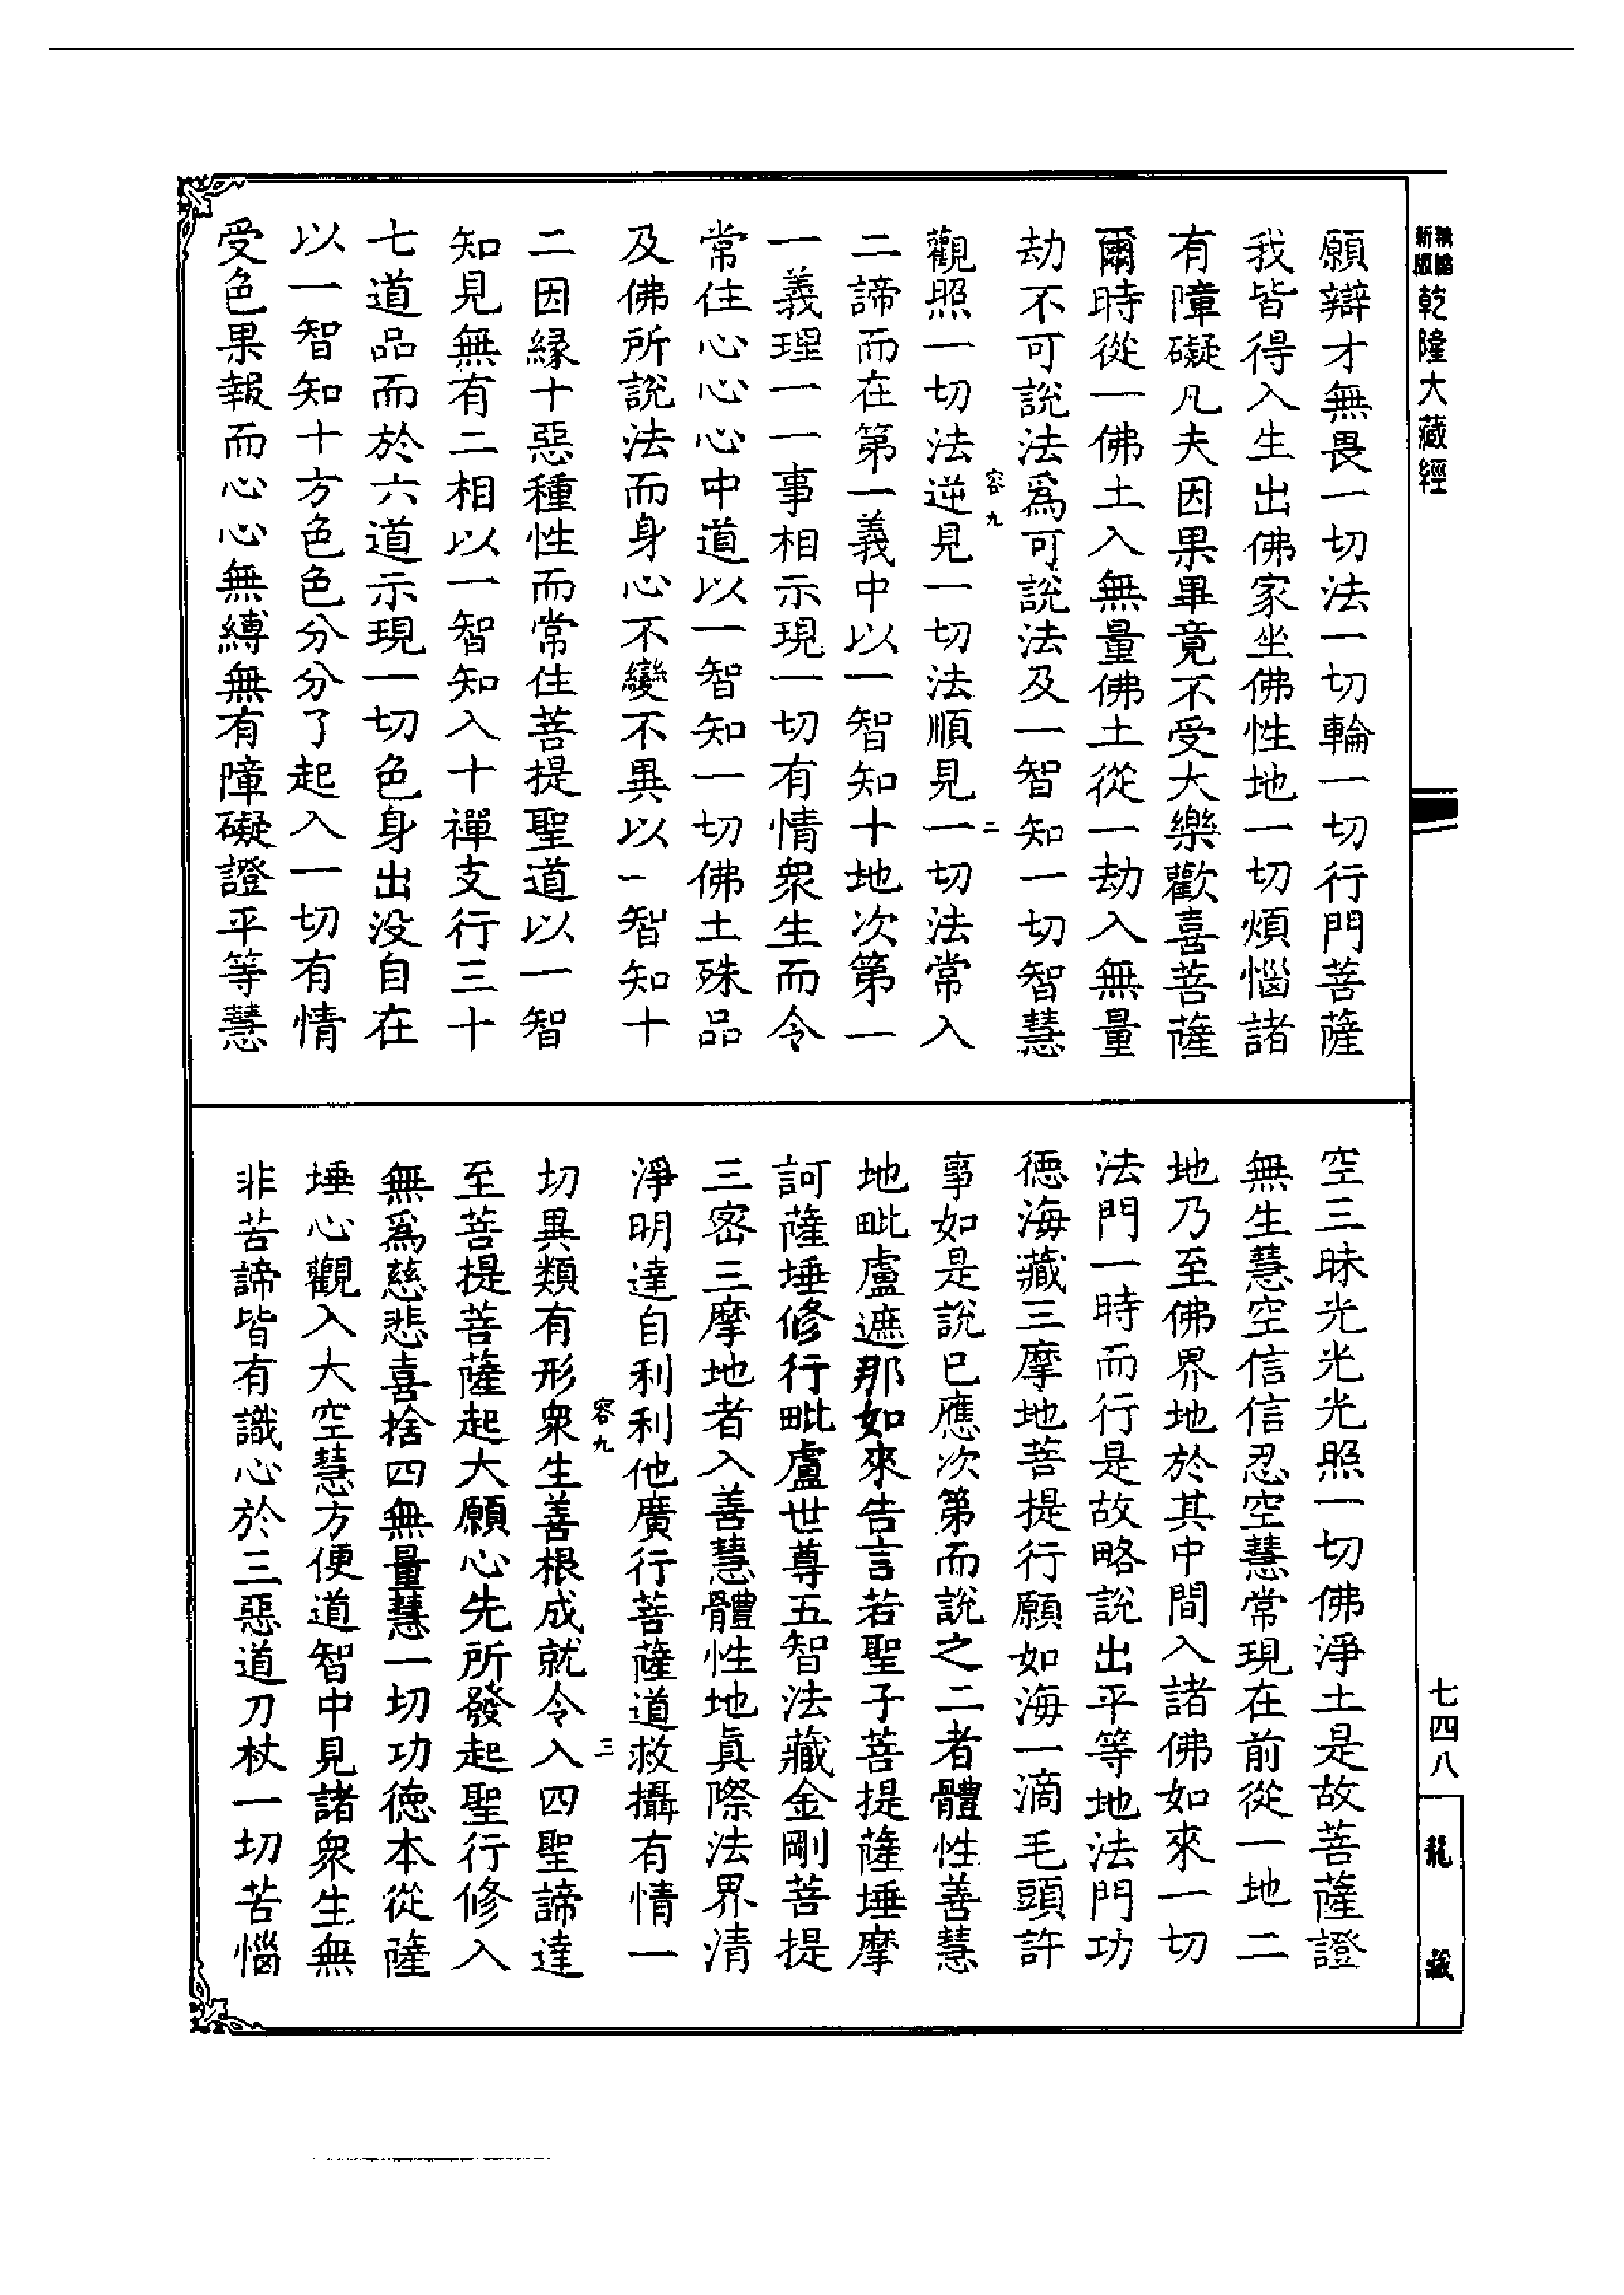 新版
精縮
乾隆大藏經
願辯才無畏一切法一切輪一切行門菩薩
我皆得入生出佛家坐佛性地一切煩惱諸
有障礙凡夫因果畢竟不受大樂歡喜菩薩
爾時從一佛土入無量佛土從一劫入無量
劫不可說法爲可說法及一智知一切智慧
容九
二
觀照一切法逆見一切法順見一切法常入
二諦而在第一義中以一智知十地次第一
一義理一一事相示現一切有情衆生而令
常住心心心中道以一智知一切佛土殊品
及佛所說法而身心不變不異以一智知十
二因緣十惡種性而常住菩提聖道以一智
知見無有二相以一智知入十禪支行三十
七道品而於六道示現一切色身出没自在
以一智知十方色色分分了起入一切有情
受色果報而心心無縛無有障礙證平等慧
空三昧光光光照一切佛淨土是故菩薩證
無生慧空信信忍空慧常現在前從一地二
地乃至佛界地於其中間入諸佛如來一切
法門一時而行是故略說出平等地法門功
德海藏三摩地菩提行願如海一滴毛頭許
事如是說已應次第而說之二者體性善慧
地毗盧遮那如來告言若聖子菩提薩埵摩
訶薩埵修行毗盧世尊五智法藏金剛菩提
三密三摩地者入善慧體性地眞際法界清
淨明達自利利他廣行菩薩道救攝有情一
容九
三
切異類有形衆生善根成就令入四聖諦達
至菩提菩薩起大願心先所發起聖行修入
無爲慈悲喜捨四無量慧一切功德本從薩
埵心觀入大空慧方便道智中見諸衆生無
非苦諦皆有識心於三惡道刀杖一切苦惱
七四八
龍藏